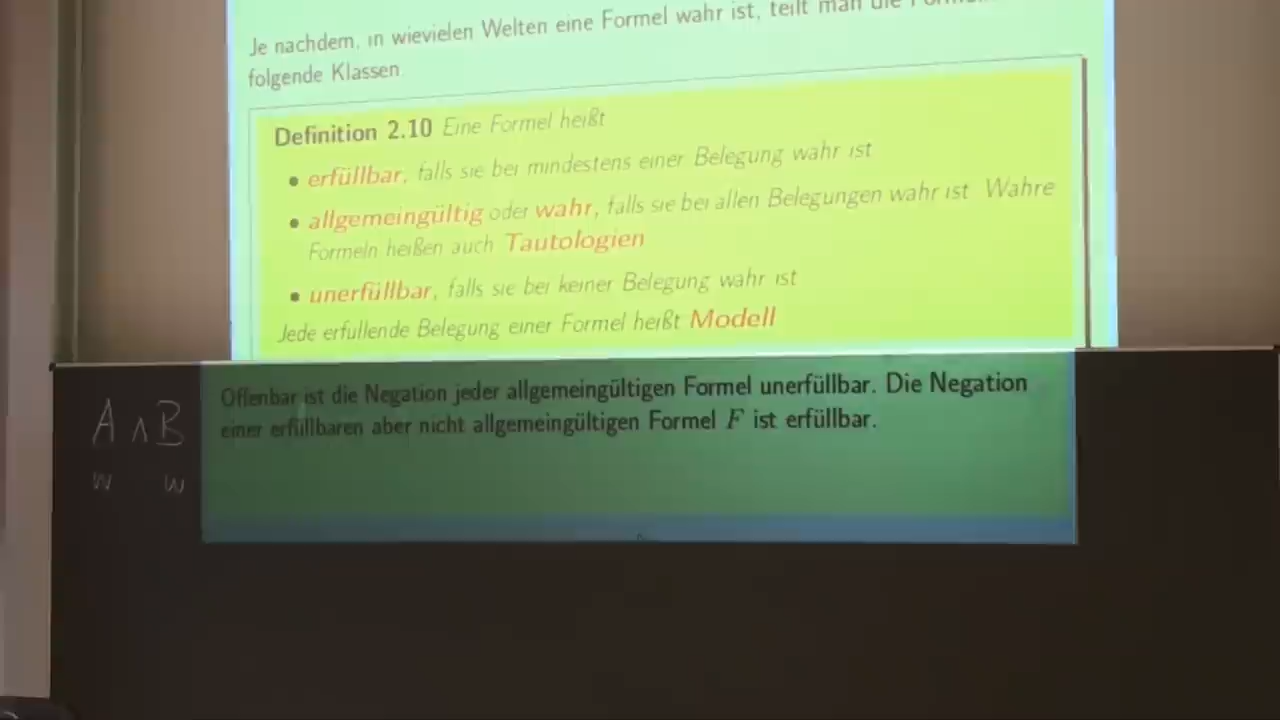 Je nachdem, in wievielen Welten eine Formel wahr ist, teilt man die
folgende Klassen
Definition 2.10 Eine Formel heißt
• erfüllbar, falls sie bei mindestens einer Belegung wahr ist
• allgemeingültig oder wahr, falls sie bei allen Belegungen wahr ist Wahre
Formeln heißen auch Tautologien
• unerfüllbar, falls sie bei keiner Belegung wahr ist
Jede erfullende Belegung einer Formel heißt Modell
Offenbar ist die Negation jeder allgemeingültigen Formel unerfüllbar. Die Negation
einer erfüllbaren aber nicht allgemeingültigen Formel F ist erfüllbar.
A ∧ B
w w